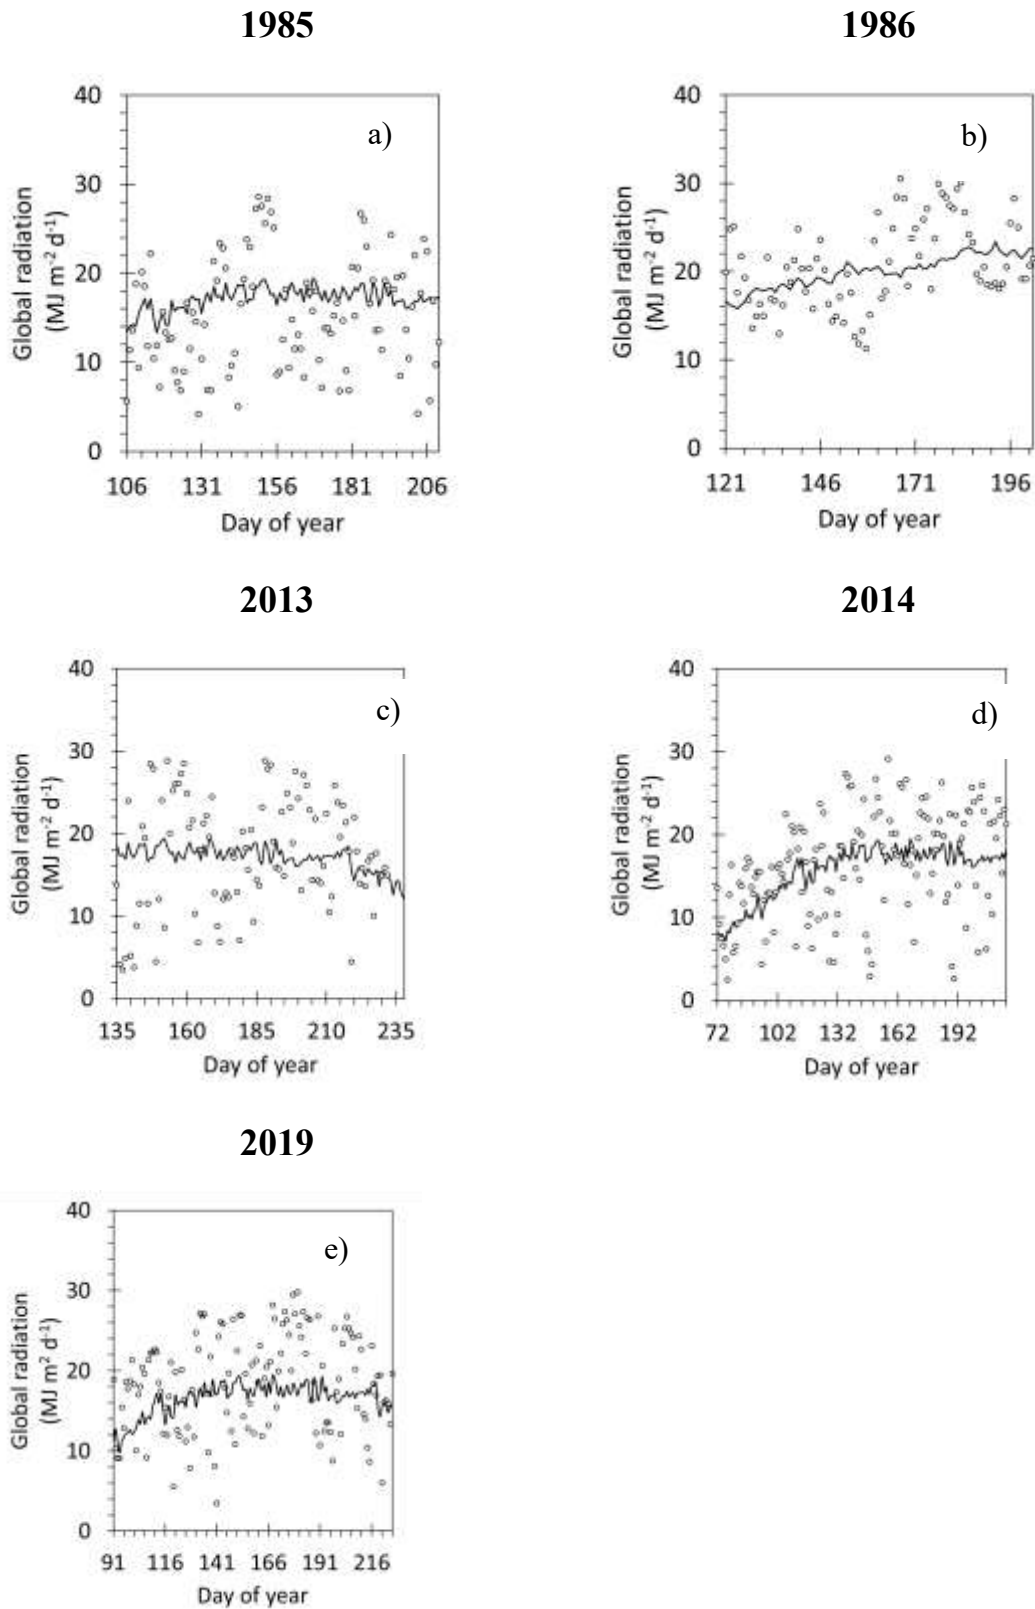 1985
1986
40
30
20
10
0
Global radiation
(MJ m-2 d-1)
a)
106 131 156 181 206
Day of year
40
30
20
10
0
Global radiation
(MJ m-2 d-1)
b)
121 146 171 196
Day of year
2013
2014
40
30
20
10
0
Global radiation
(MJ m-2 d-1)
c)
135 160 185 210 235
Day of year
40
30
20
10
0
Global radiation
(MJ m-2 d-1)
d)
72 102 132 162 192
Day of year
2019
40
30
20
10
0
Global radiation
(MJ m2 d-1)
e)
91 116 141 166 191 216
Day of year